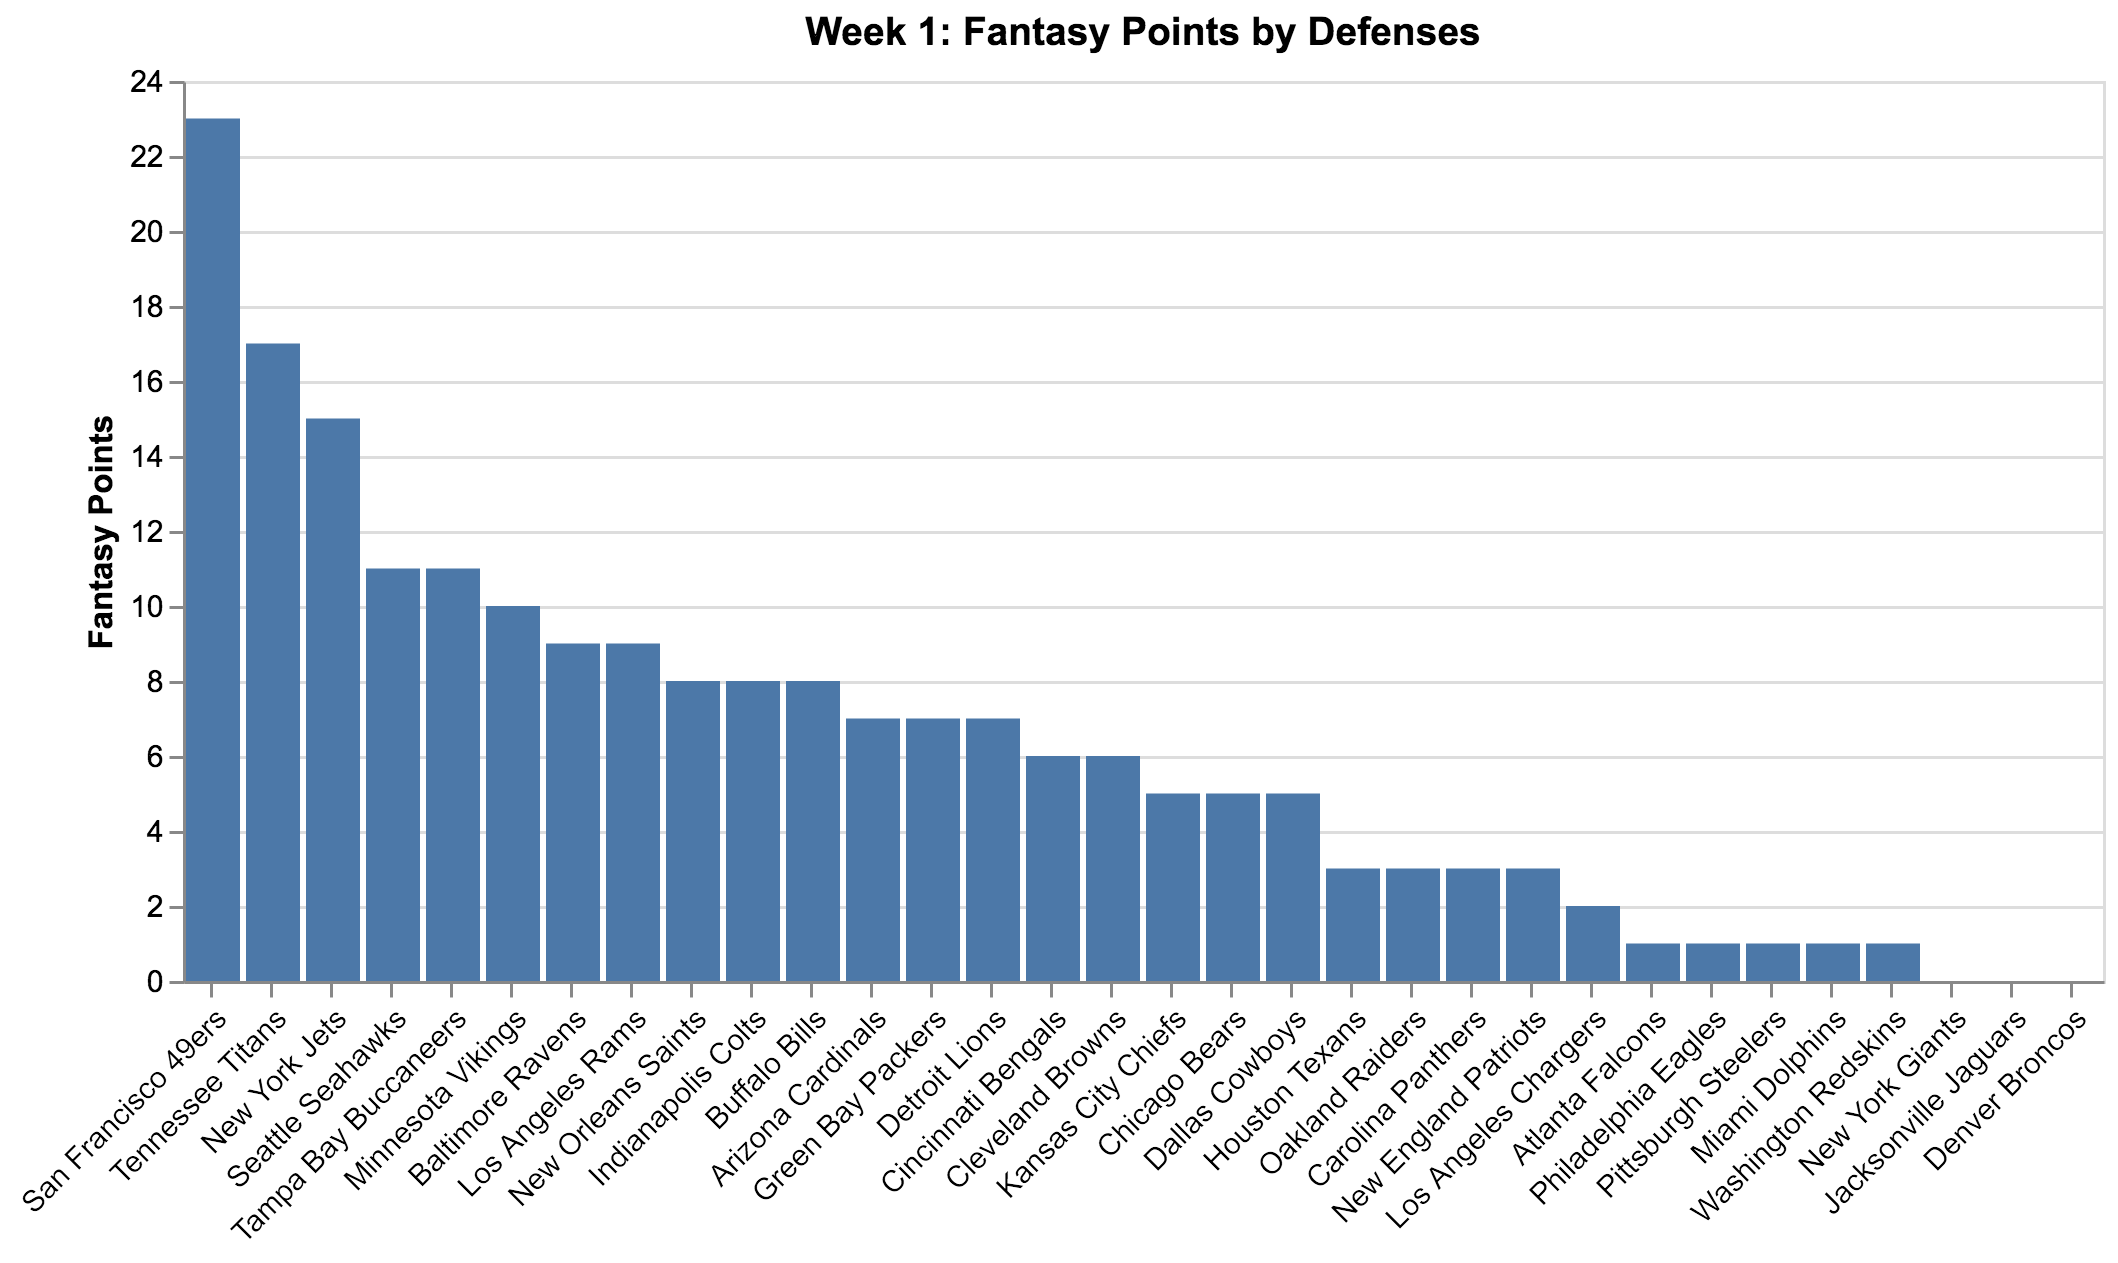 Week 1: Fantasy Points by Defenses
Fantasy Points
24
22
20
18
16
14
12
10
8
6
4
2
0
San Francisco 49ers
Tennessee Titans
New York Jets
Seattle Seahawks
Tampa Bay Buccaneers
Minnesota Vikings
Baltimore Ravens
Los Angeles Rams
New Orleans Saints
Indianapolis Colts
Buffalo Bills
Arizona Cardinals
Green Bay Packers
Detroit Lions
Cincinnati Bengals
Cleveland Browns
Kansas City Chiefs
Chicago Bears
Dallas Cowboys
Houston Texans
Oakland Raiders
Carolina Panthers
New England Patriots
Los Angeles Chargers
Atlanta Falcons
Philadelphia Eagles
Pittsburgh Steelers
Miami Dolphins
Washington Redskins
New York Giants
Jacksonville Jaguars
Denver Broncos